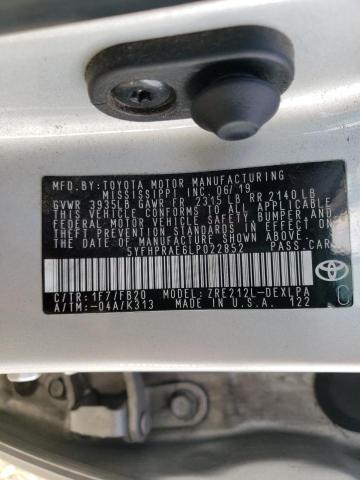 MFD. BY: TOYOTA MOTOR MANUFACTURING
MISSISSIPPI INC. 06/19
GVWR 3935LB GAWR FR 2315 LB RR 2140 LB
THIS VEHICLE CONFORMS TO ALL APPLICABLE
FEDERAL MOTOR VEHICLE SAFETY, BUMPER, AND
THEFT PREVENTION STANDARDS IN EFFECT ON
THE DATE OF MANUFACTURE SHOWN ABOVE.
5YFHPRAE6LP022852 PASS. CAR
C/TR: 1F7/FB20 MODEL: ZRE212L-DEXLPA
A/TM: -04A/K313 MADE IN U.S.A. 122
TOYOTA
C